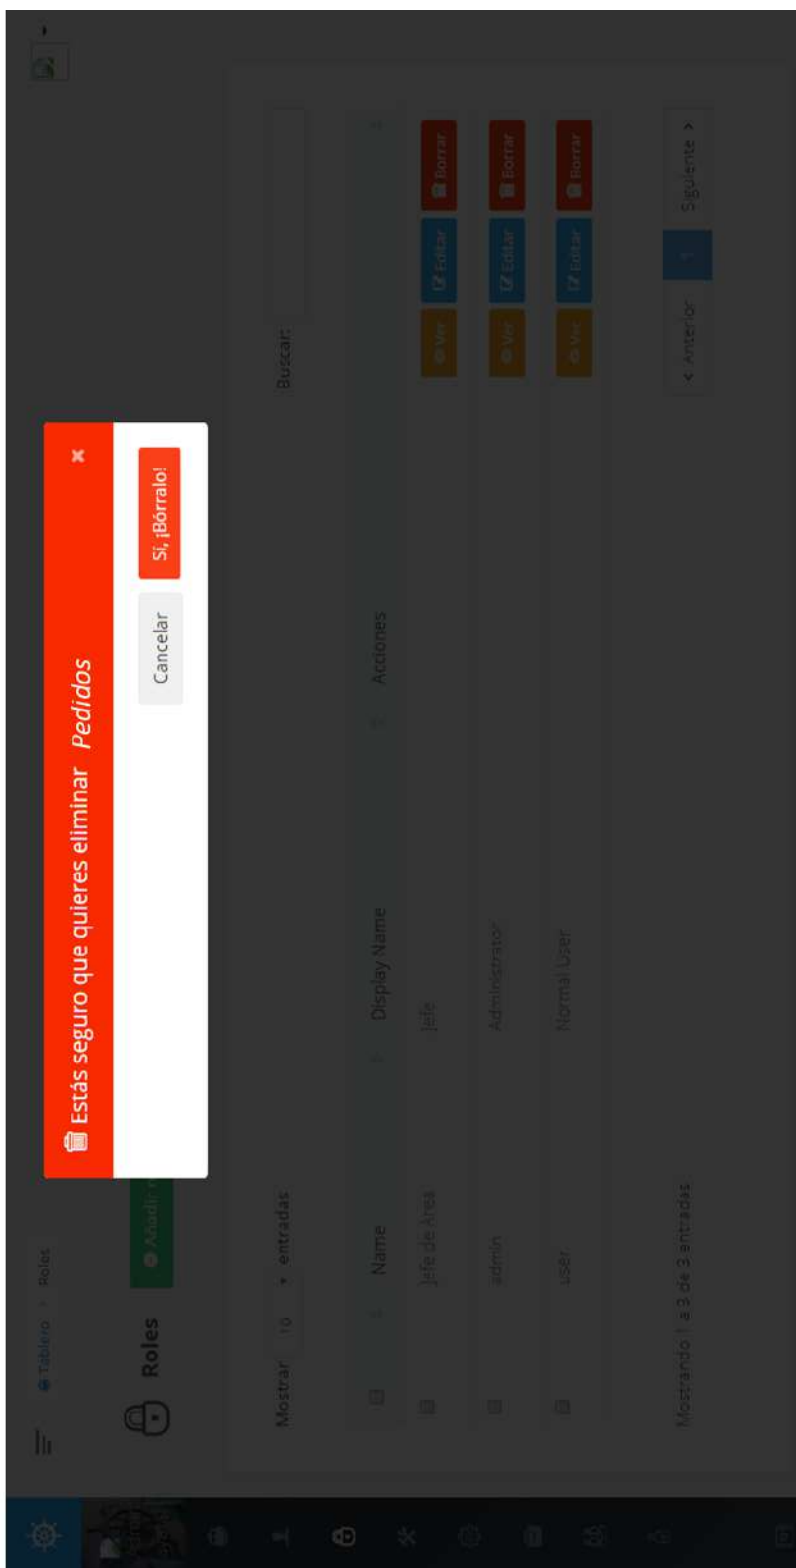 Tablero > Roles
Roles
Añadir
Estás seguro que quieres eliminar Pedidos ×
Cancelar
Sí, ¡Bórralo!
Mostrar 10 entradas
Buscar:
Name Display Name Acciones
Jefe de Area Jefe Ver Editar Borrar
admin Administrator Ver Editar Borrar
user Normal User Ver Editar Borrar
Mostrando 1 a 3 de 3 entradas
< Anterior 1 Siguiente >